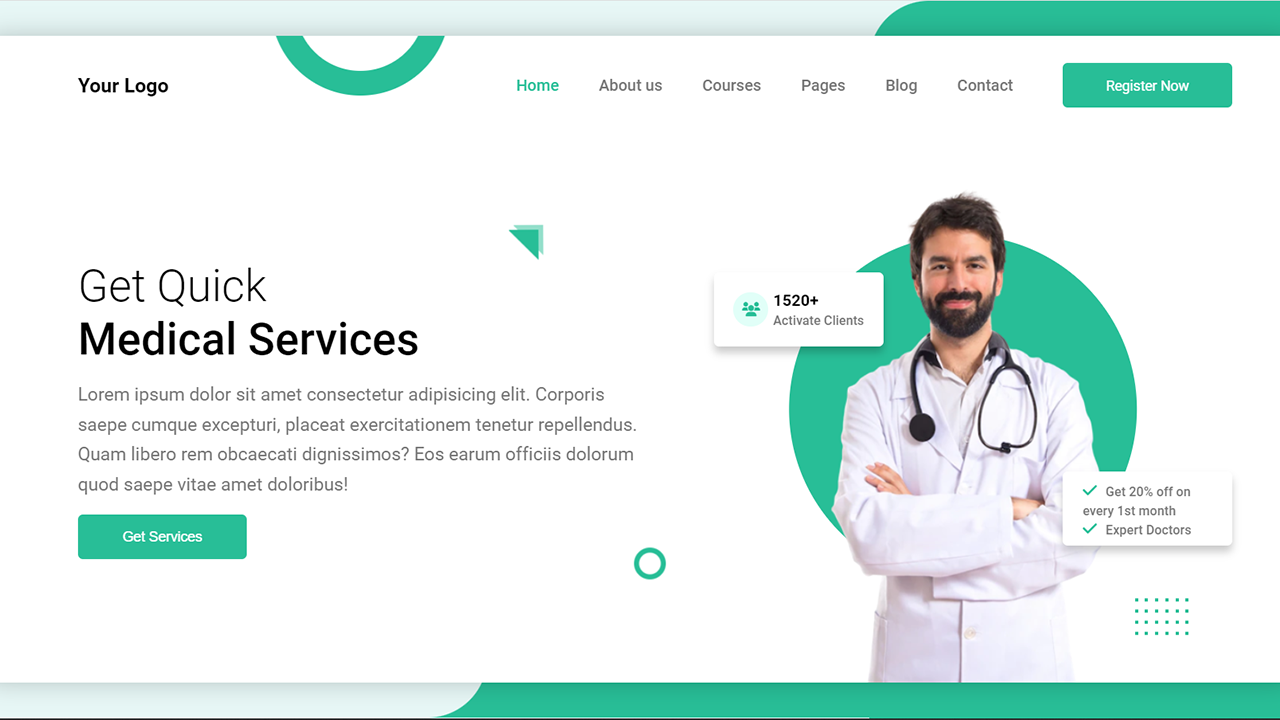 Your Logo
Home
About us
Courses
Pages
Blog
Contact
Register Now
Get Quick
Medical Services
Lorem ipsum dolor sit amet consectetur adipisicing elit. Corporis
saepe cumque excepturi, placeat exercitationem tenetur repellendus.
Quam libero rem obcaecati dignissimos? Eos earum officiis dolorum
quod saepe vitae amet doloribus!
Get Services
1520+
Activate Clients
Get 20% off on
every 1st month
Expert Doctors